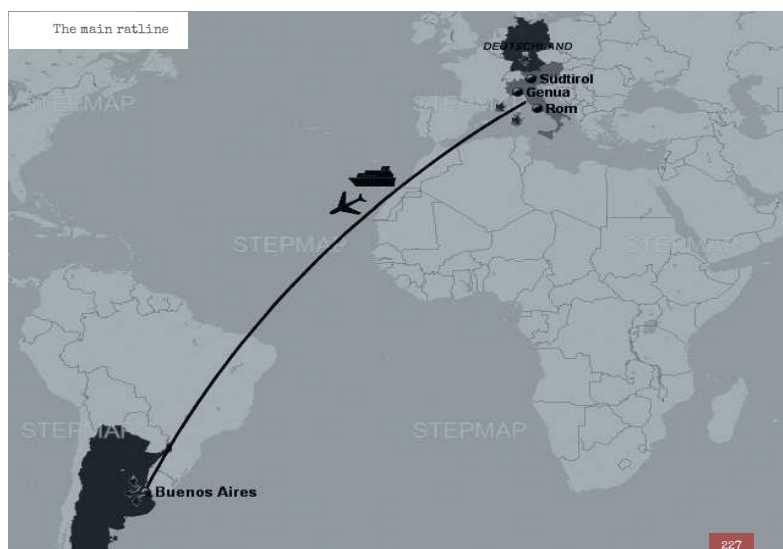 The main ratline
DEUTSCHLAND
Südtirol
Genua
Rom
STEPMAP
STEPMAP
STEPMAP
STEPMAP
STEPMAP
STEPMAP
Buenos Aires
227